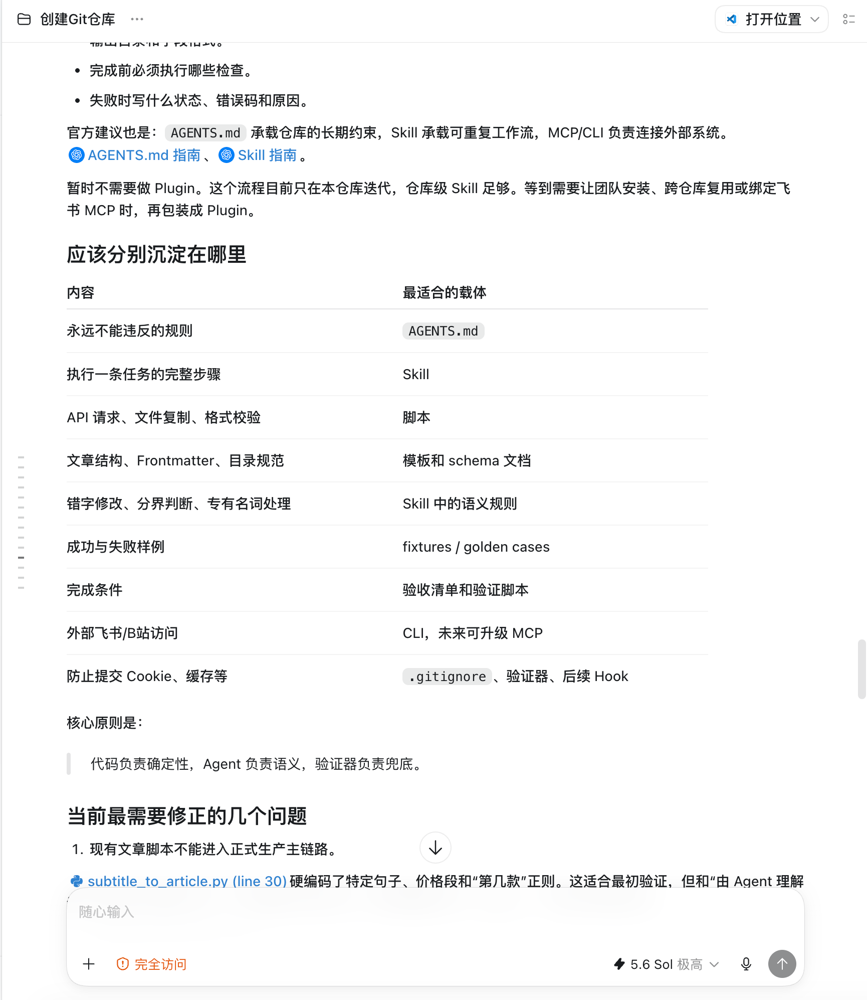 创建Git仓库 ···
打开位置
输出目录和字段格式。
• 完成前必须执行哪些检查。
• 失败时写什么状态、错误码和原因。
官方建议也是：AGENTS.md 承载仓库的长期约束，Skill 承载可重复工作流，MCP/CLI 负责连接外部系统。
AGENTS.md 指南、Skill 指南。
暂时不需要做 Plugin。这个流程目前只在本仓库迭代，仓库级 Skill 足够。等到需要让团队安装、跨仓库复用或绑定飞
书 MCP 时，再包装成 Plugin。
应该分别沉淀在哪里
内容 最适合的载体
永远不能违反的规则 AGENTS.md
执行一条任务的完整步骤 Skill
API 请求、文件复制、格式校验 脚本
文章结构、Frontmatter、目录规范 模板和 schema 文档
错字修改、分界判断、专有名词处理 Skill 中的语义规则
成功与失败样例 fixtures / golden cases
完成条件 验收清单和验证脚本
外部飞书/B站访问 CLI，未来可升级 MCP
防止提交 Cookie、缓存等 .gitignore、验证器、后续 Hook
核心原则是：
代码负责确定性，Agent 负责语义，验证器负责兜底。
当前最需要修正的几个问题
1. 现有文章脚本不能进入正式生产主链路。
subtitle_to_article.py (line 30) 硬编码了特定句子、价格段和“第几款”正则。这适合最初验证，但和“由 Agent 理解
随心输入
完全访问
5.6 Sol 极高